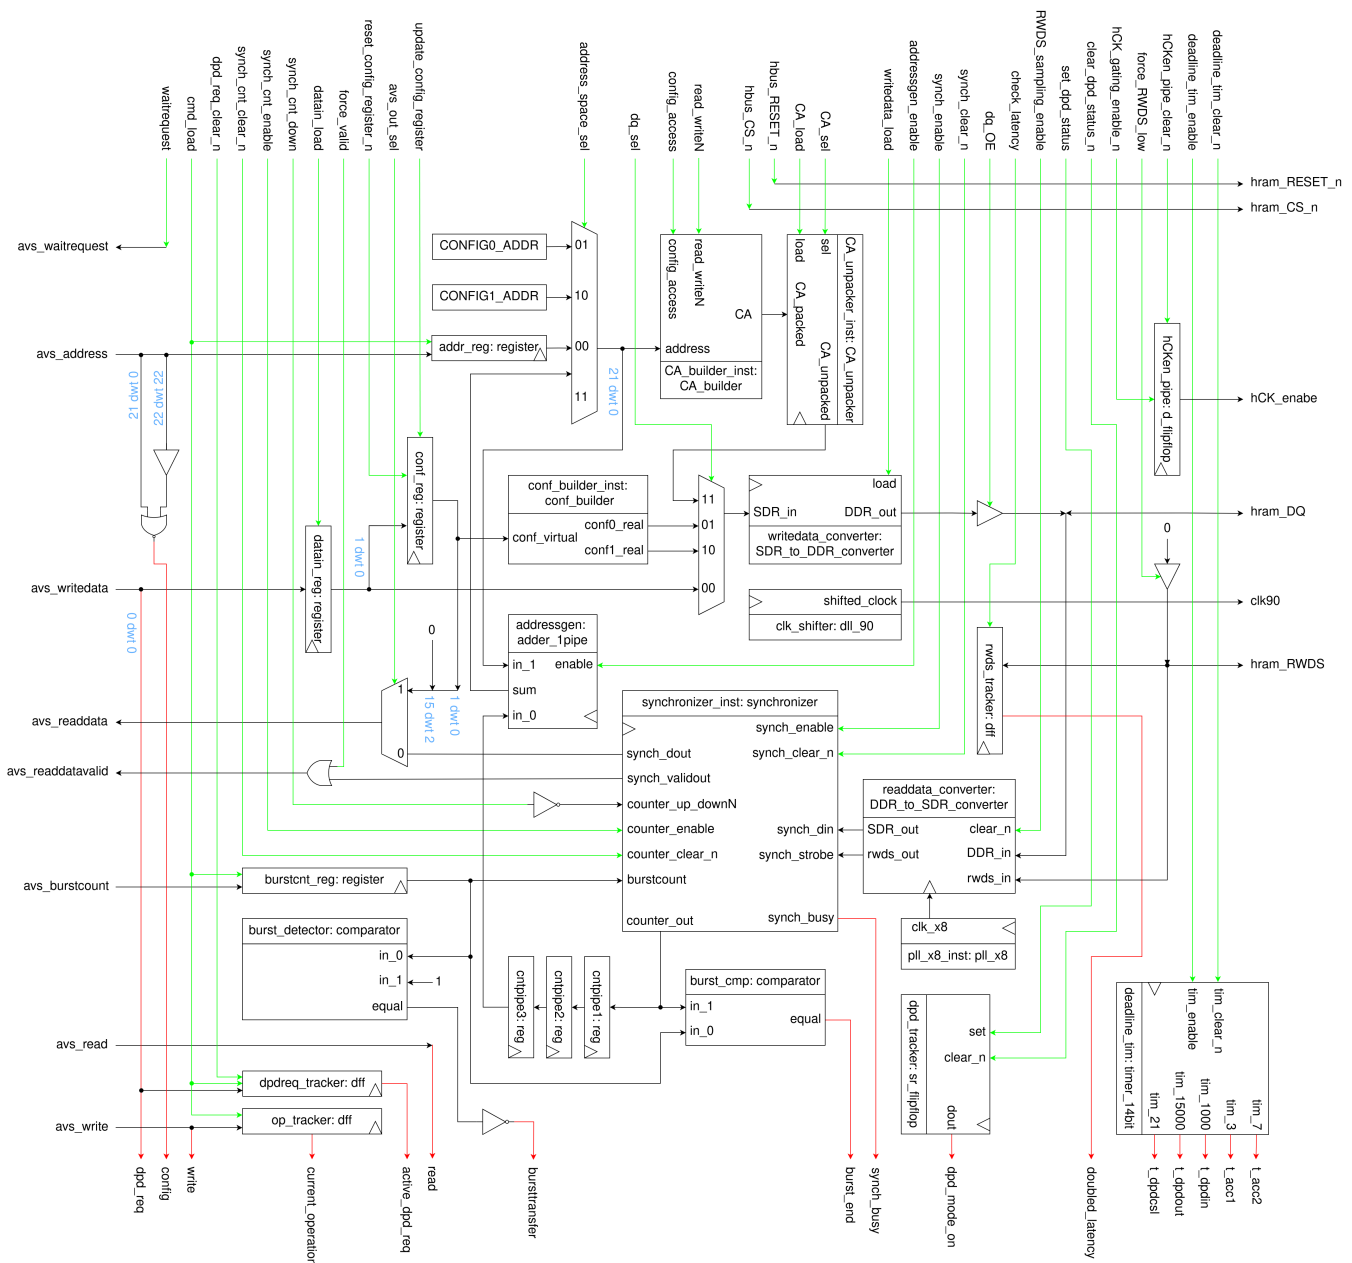 waitrequest
cmd_load
dpd_req_clear_n
synch_cnt_clear_n
synch_cnt_enable
synch_cnt_down
datain_load
force_valid
reset_config_register_n
avs_out_sel
update_config_register
address_space_sel
dq_sel
config_access
read_writeN
hbus_CS_n
hbus_RESET_n
CA_load
CA_sel
writedata_load
addressgen_enable
synch_enable
synch_clear_n
dq_OE
check_latency
RWDS_sampling_enable
set_dpd_status
clear_dpd_status_n
hCK_gating_enable_n
force_RWDS_low
hCKen_pipe_clear_n
deadline_tim_enable
deadline_tim_clear_n
hram_RESET_n
hram_CS_n
avs_waitrequest
CONFIG0_ADDR
01
CONFIG1_ADDR
10
addr_reg: register
00
11
avs_address
21 dwt 0
22 dwt 22
21 dwt 0
config_access
read_writeN
CA
address
CA_builder_inst:
CA_builder
load
sel
CA_packed
CA_unpacked
CA_unpacker_inst: CA_unpacker
hCKen_pipe: d_flipflop
hCK_enabe
conf_reg: register
conf_builder_inst:
conf_builder
conf_virtual
conf0_real
conf1_real
11
01
10
00
load
SDR_in
DDR_out
writedata_converter:
SDR_to_DDR_converter
hram_DQ
0
datain_reg: register
1 dwt 0
avs_writedata
0 dwp 0
shifted_clock
clk_shifter: dll_90
clk90
addressgen:
adder_1pipe
in_1
enable
sum
in_0
0
1
0
15 dwt 2
1 dwt 0
rwds_tracker: dff
hram_RWDS
avs_readdata
avs_readdatavalid
synchronizer_inst: synchronizer
synch_enable
synch_dout
synch_clear_n
synch_validout
counter_up_downN
counter_enable
synch_din
counter_clear_n
synch_strobe
burstcount
counter_out
synch_busy
readdata_converter:
DDR_to_SDR_converter
SDR_out
clear_n
rwds_out
DDR_in
rwds_in
clk_x8
pll_x8_inst: pll_x8
avs_burstcount
burstcnt_reg: register
burst_detector: comparator
in_0
in_1
1
equal
cntpipe3: reg
cntpipe2: reg
cntpipe1: reg
burst_cmp: comparator
in_1
equal
in_0
dpd_tracker: sr_flipflop
set
clear_n
dout
deadline_tim: timer_14bit
tim_enable
tim_clear_n
tim_21
tim_15000
tim_1000
tim_3
tim_7
avs_read
dpdreq_tracker: dff
op_tracker: dff
avs_write
dpd_req
config
write
current_operatior
active_dpd_req
read
bursttransfer
burst_end
synch_busy
dpd_mode_on
doubled_latency
t_dpdcsl
t_dpdout
t_dpdin
t_acc1
t_acc2